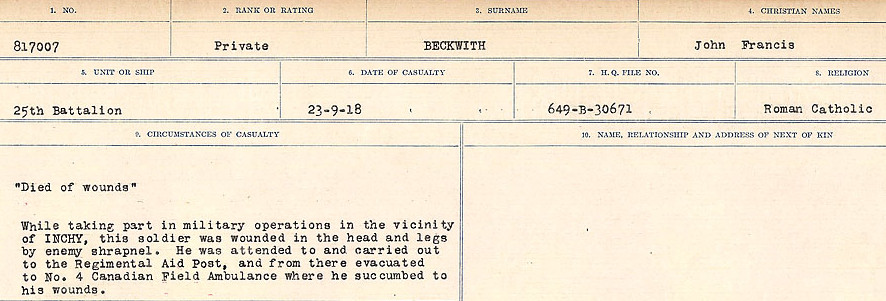 1. NO. 2. RANK OR RATING 3. SURNAME 4. CHRISTIAN NAMES
817007 Private BECKWITH John Francis
5. UNIT OR SHIP 6. DATE OF CASUALTY 7. H. Q. FILE NO. 8. RELIGION
25th Battalion 23-9-18 649-B-30671 Roman Catholic
9. CIRCUMSTANCES OF CASUALTY 10. NAME, RELATIONSHIP AND ADDRESS OF NEXT OF KIN
"Died of wounds"
While taking part in military operations in the vicinity
of INCHY, this soldier was wounded in the head and legs
by enemy shrapnel. He was attended to and carried out
to the Regimental Aid Post, and from there evacuated
to No. 4 Canadian Field Ambulance where he succumbed to
his wounds.